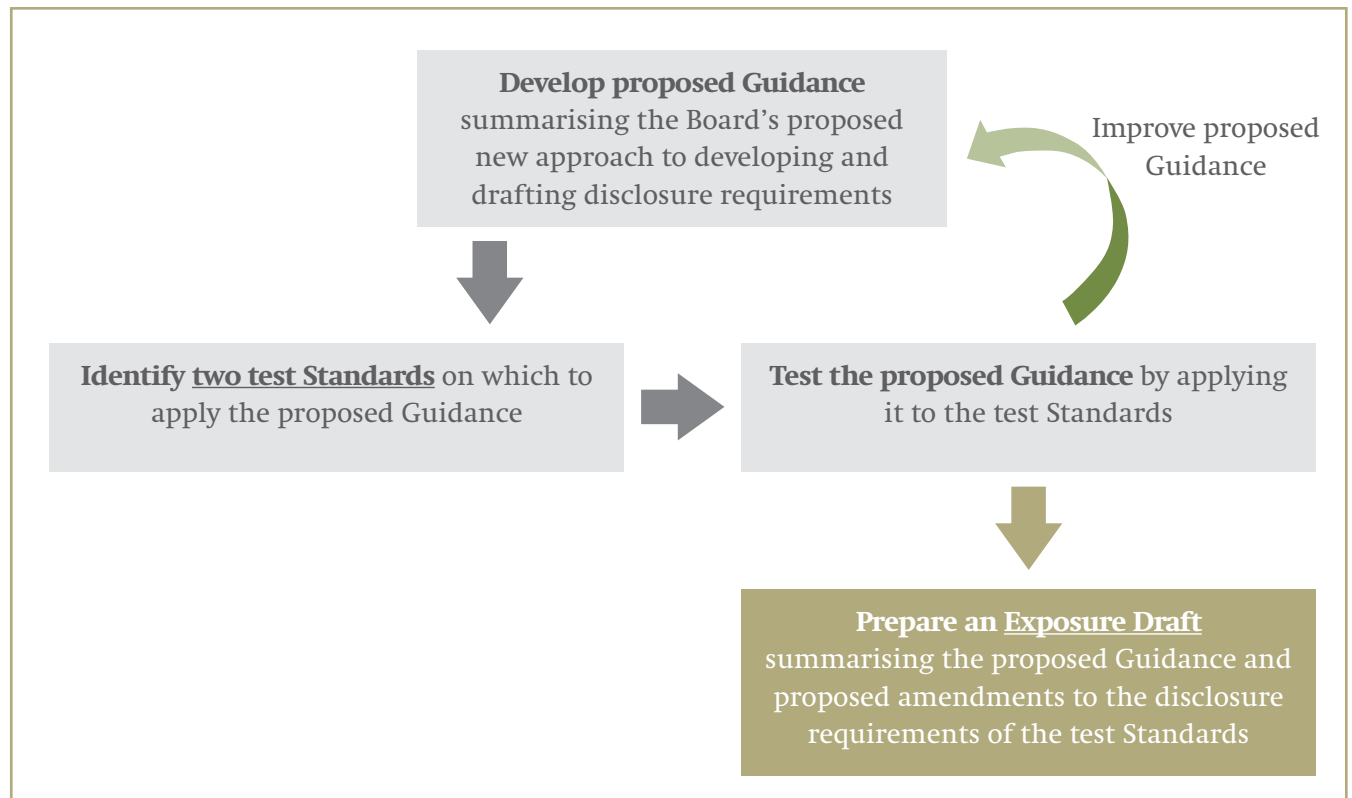 Develop proposed Guidance
summarising the Board’s proposed
new approach to developing and
drafting disclosure requirements
Improve proposed
Guidance
Identify two test Standards on which to
apply the proposed Guidance
Test the proposed Guidance by applying
it to the test Standards
Prepare an Exposure Draft
summarising the proposed Guidance and
proposed amendments to the disclosure
requirements of the test Standards